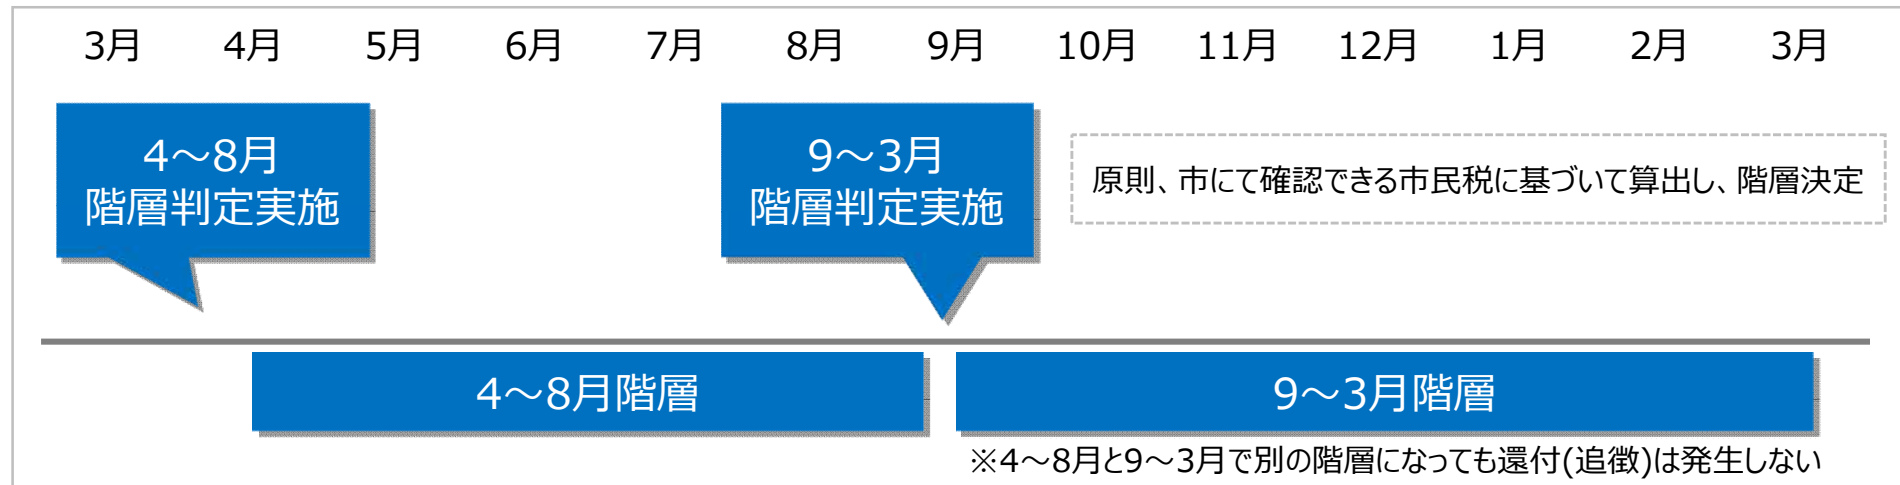 3月 4月 5月 6月 7月 8月 9月 10月 11月 12月 1月 2月 3月
4～8月
階層判定実施
9～3月
階層判定実施
原則、市にて確認できる市民税に基づいて算出し、階層決定
4～8月階層
9～3月階層
※4～8月と9～3月で別の階層になっても還付(追徴)は発生しない